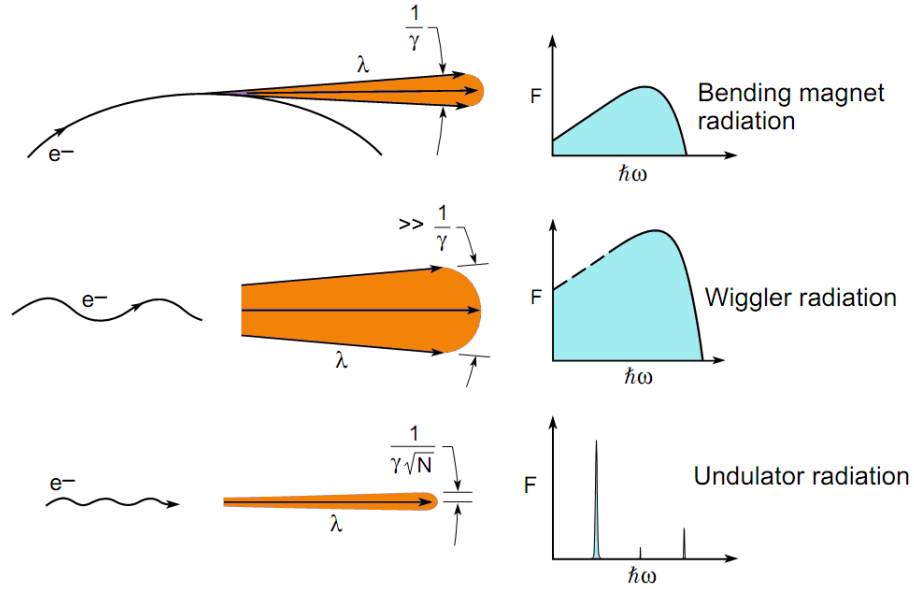 1
γ
λ
e–
F
ħω
Bending magnet
radiation
>> 1
γ
e–
λ
F
ħω
Wiggler radiation
1
γ√N
e–
λ
F
ħω
Undulator radiation